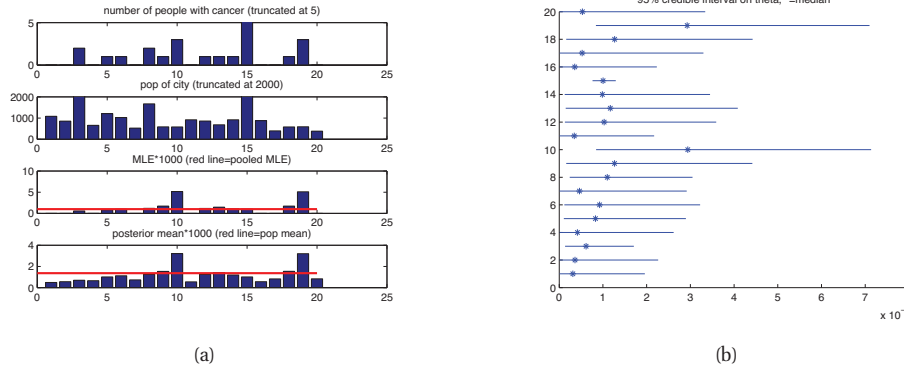 number of people with cancer (truncated at 5)
5
0
0 5 10 15 20 25
pop of city (truncated at 2000)
2000
1000
0
0 5 10 15 20 25
MLE*1000 (red line=pooled MLE)
10
5
0
0 5 10 15 20 25
posterior mean*1000 (red line=pop mean)
4
2
0
0 5 10 15 20 25
(a)
95% credible interval on theta, *=median
20
18
16
14
12
10
8
6
4
2
0
0 1 2 3 4 5 6 7
x 10
(b)